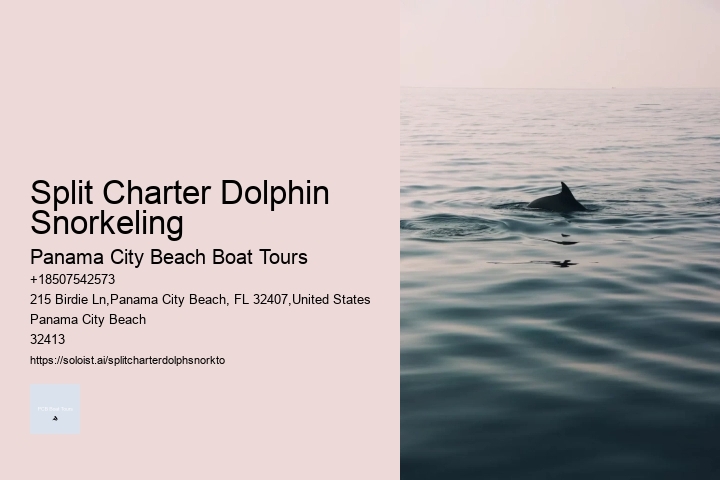 Split Charter Dolphin
Snorkeling
Panama City Beach Boat Tours
+18507542573
215 Birdie Ln,Panama City Beach, FL 32407,United States
Panama City Beach
32413
https://soloist.ai/splitcharterdolphsnorkto